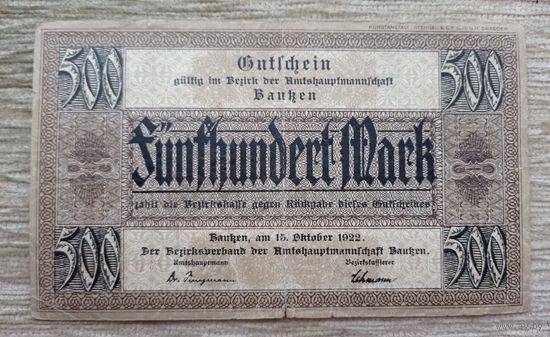 500 500
Gutschein
gültig im Bezirk der Amtshauptmannschaft
Bautzen
Fünfhundert Mark
zahlt die Bezirkskasse gegen Rückgabe dieses Gutscheines
Bautzen, am 15. Oktober 1922.
Der Bezirksverband der Amtshauptmannschaft Bautzen.
Amtshauptmann Bezirkskassierer
Lehmann
500 500